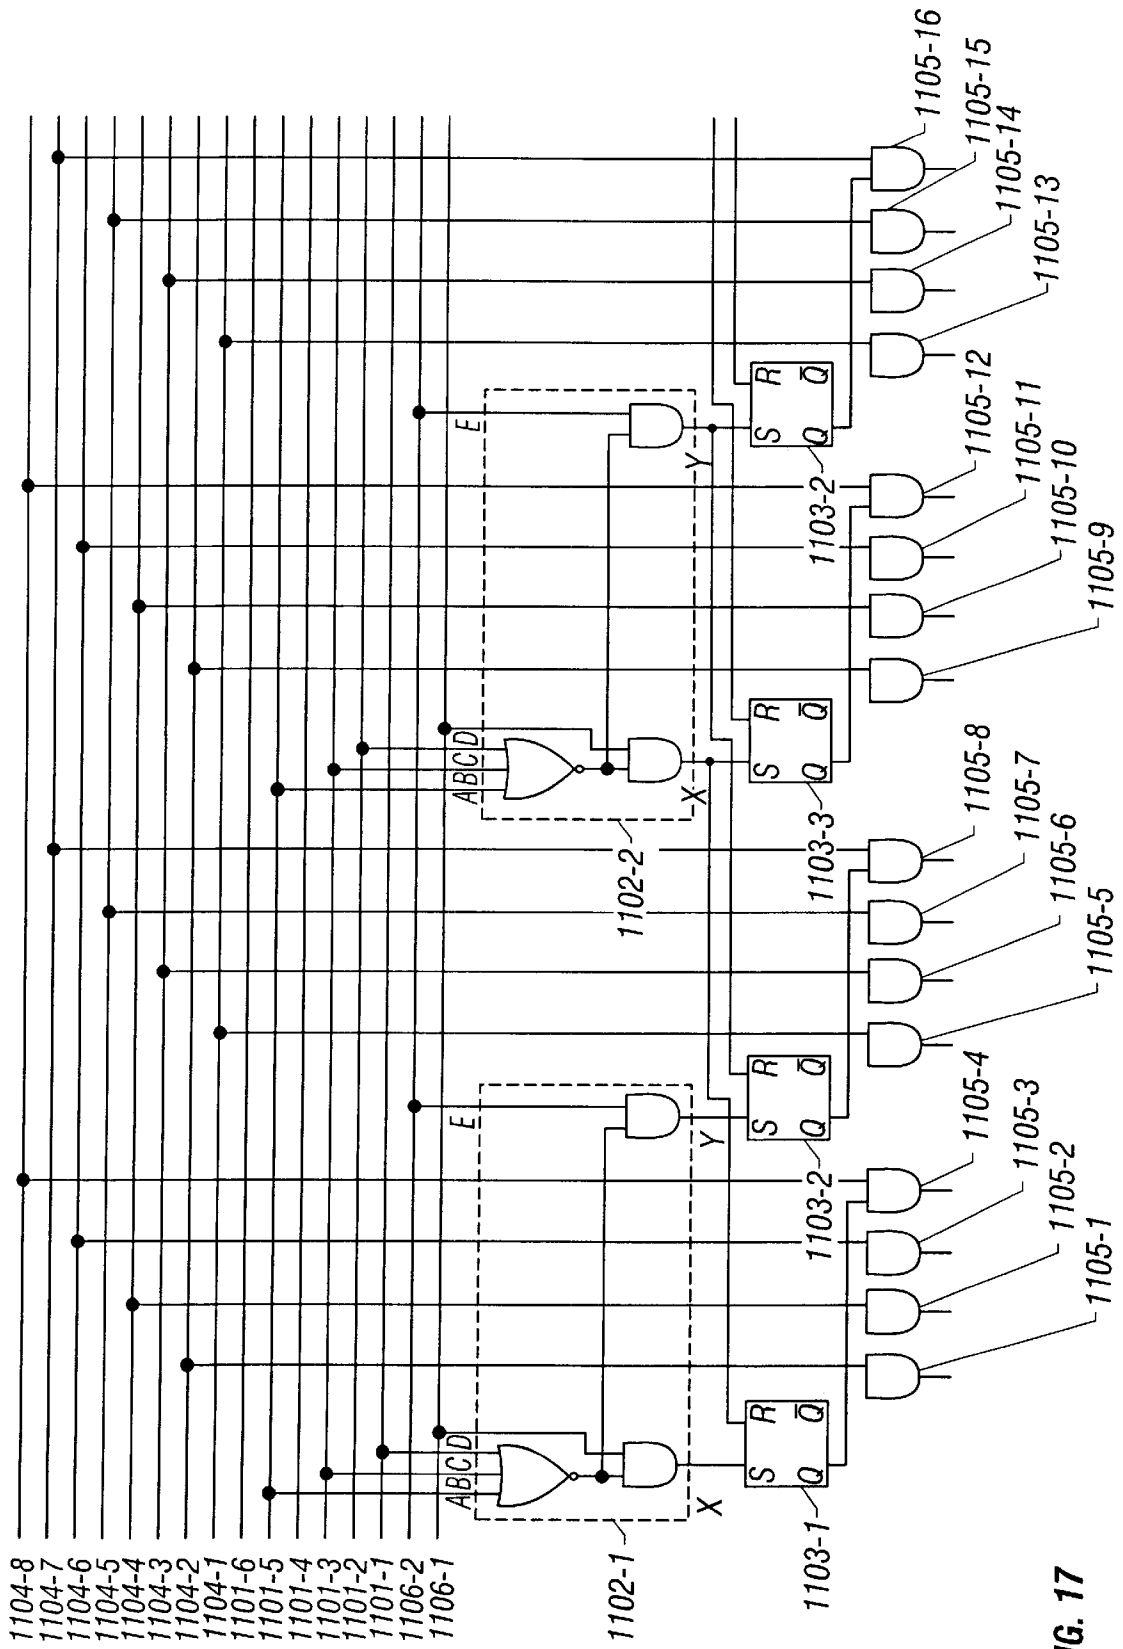 1104-8
1104-7
1104-6
1104-5
1104-4
1104-3
1104-2
1104-1
1101-6
1101-5
1101-4
1101-3
1101-2
1101-1
1106-2
1106-1
A B C D
E
A B C D
E
1102-1
X
Y
1102-2
X
Y
S R
Q Q̅
1103-1
S R
Q Q̅
1103-2
S R
Q Q̅
1103-3
S R
Q Q̅
1103-2
1105-1
1105-2
1105-3
1105-4
1105-5
1105-6
1105-7
1105-8
1105-9
1105-10
1105-11
1105-12
1105-13
1105-14
1105-15
1105-16
IG. 17